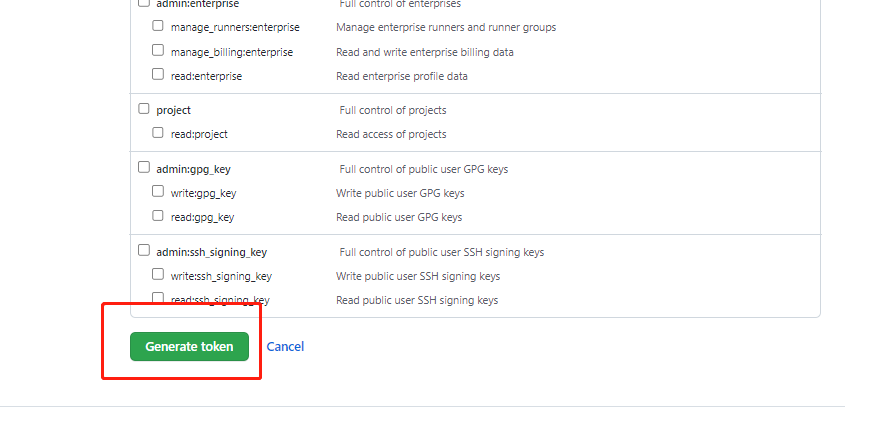 admin:enterprise Full control of enterprises
manage_runners:enterprise Manage enterprise runners and runner groups
manage_billing:enterprise Read and write enterprise billing data
read:enterprise Read enterprise profile data
project Full control of projects
read:project Read access of projects
admin:gpg_key Full control of public user GPG keys
write:gpg_key Write public user GPG keys
read:gpg_key Read public user GPG keys
admin:ssh_signing_key Full control of public user SSH signing keys
write:ssh_signing_key Write public user SSH signing keys
read:ssh_signing_key Read public user SSH signing keys
Generate token Cancel